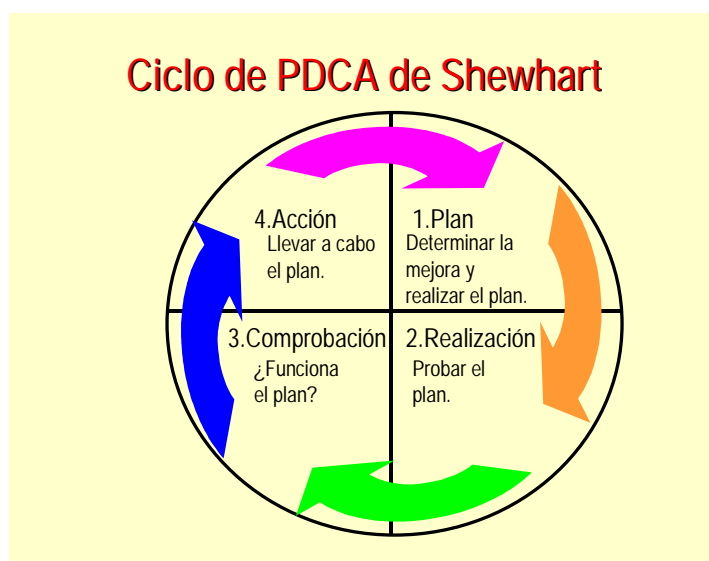 Ciclo de PDCA de Shewhart
4.Acción
Llevar a cabo
el plan.
1.Plan
Determinar la
mejora y
realizar el plan.
3.Comprobación
¿Funciona
el plan?
2.Realización
Probar el
plan.